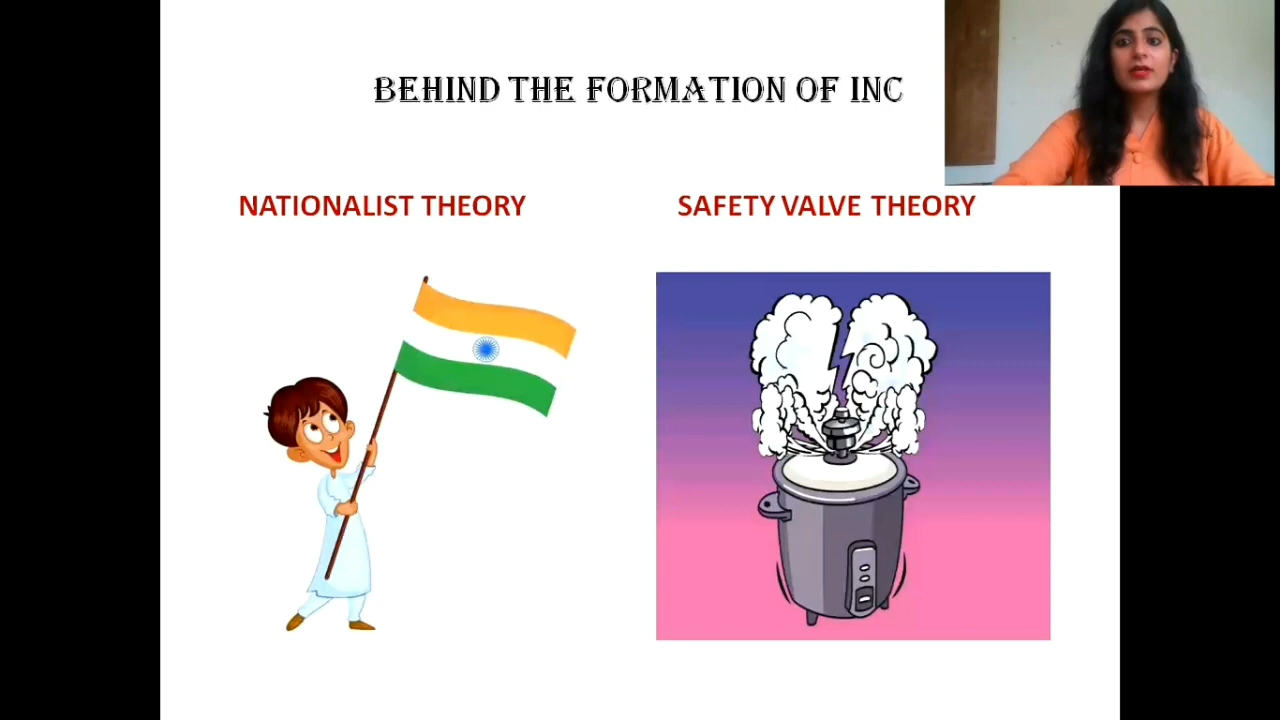 BEHIND THE FORMATION OF INC
NATIONALIST THEORY
SAFETY VALVE THEORY